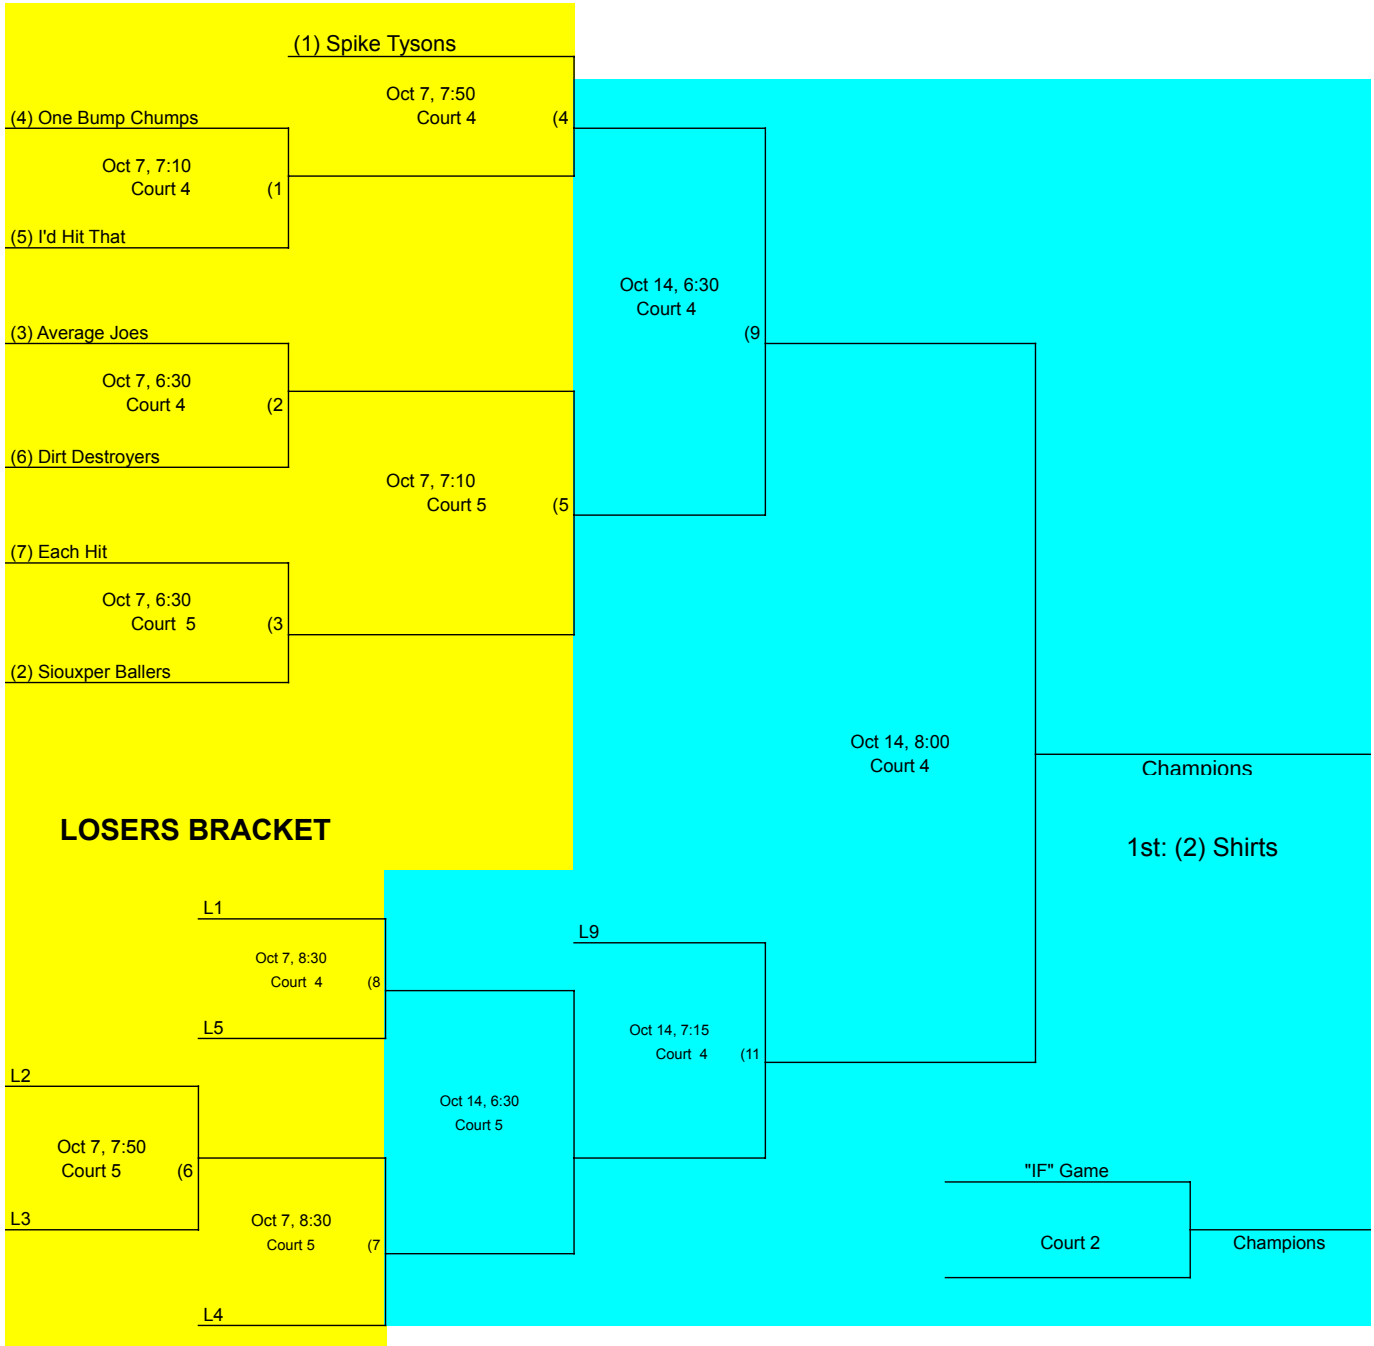 (1) Spike Tysons
Oct 7, 7:50
Court 4 (4
(4) One Bump Chumps
Oct 7, 7:10
Court 4 (1
(5) I'd Hit That
Oct 14, 6:30
Court 4
(9
(3) Average Joes
Oct 7, 6:30
Court 4 (2
(6) Dirt Destroyers
Oct 7, 7:10
Court 5 (5
(7) Each Hit
Oct 7, 6:30
Court 5 (3
(2) Siouxper Ballers
Oct 14, 8:00
Court 4
Champions
LOSERS BRACKET
1st: (2) Shirts
L1
L9
Oct 7, 8:30
Court 4 (8
L5
Oct 14, 7:15
Court 4 (11
L2
Oct 14, 6:30
Court 5
Oct 7, 7:50
Court 5 (6
"IF" Game
L3
Oct 7, 8:30
Court 5 (7
Court 2
Champions
L4